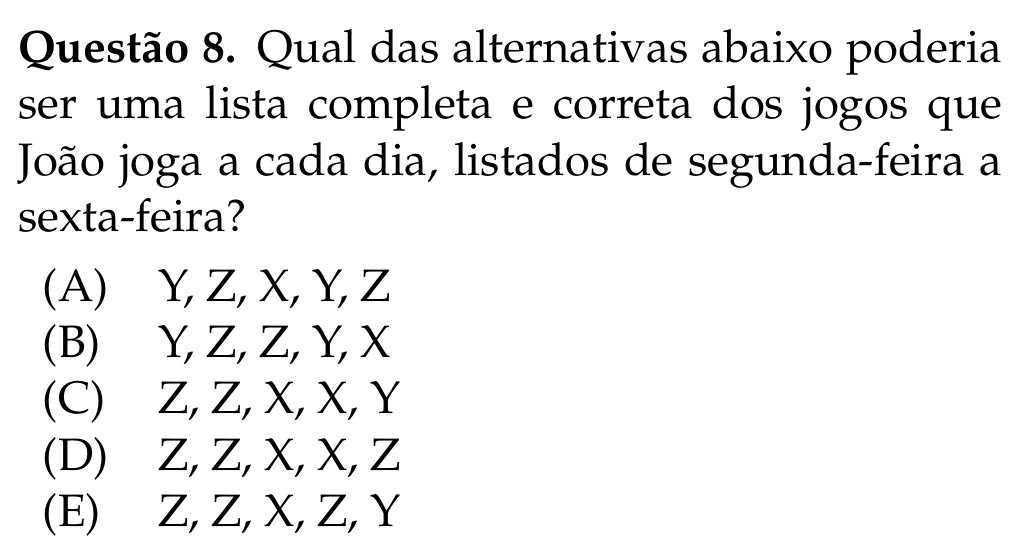 Questão 8. Qual das alternativas abaixo poderia
ser uma lista completa e correta dos jogos que
João joga a cada dia, listados de segunda-feira a
sexta-feira?
(A) Y, Z, X, Y, Z
(B) Y, Z, Z, Y, X
(C) Z, Z, X, X, Y
(D) Z, Z, X, X, Z
(E) Z, Z, X, Z, Y